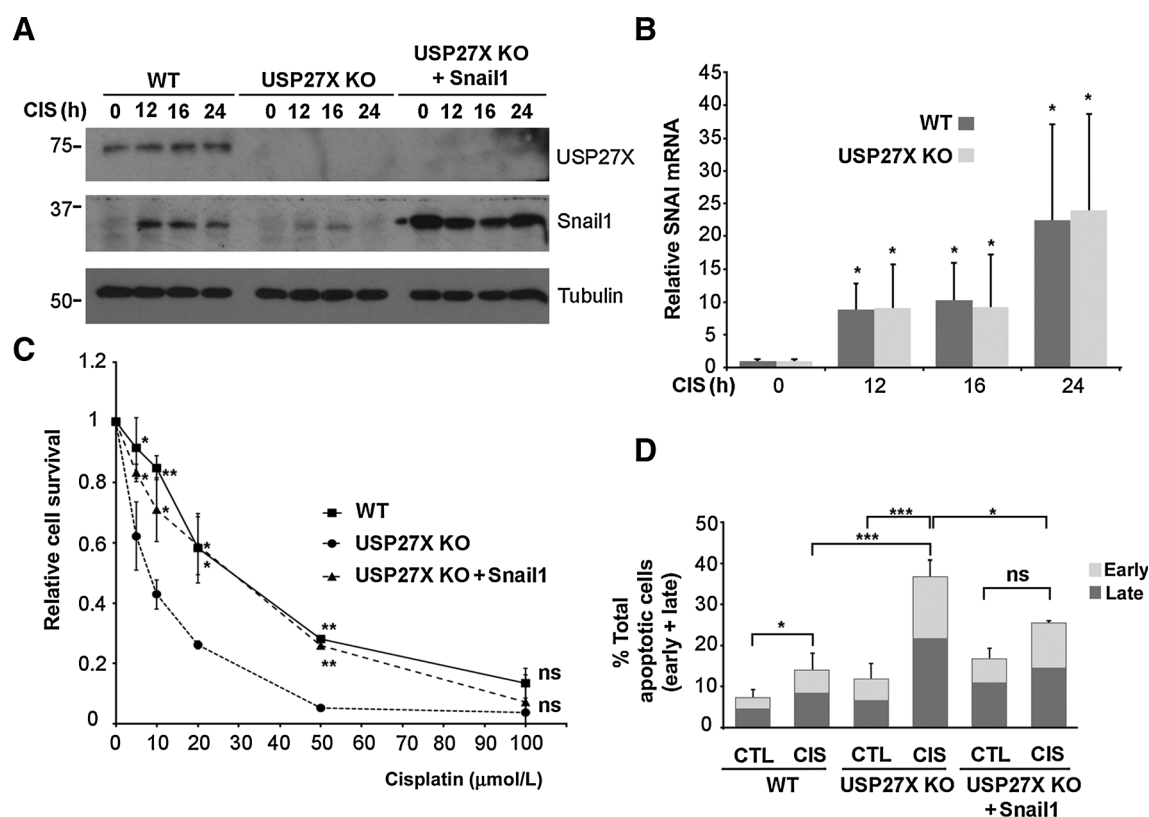 A
USP27X KO
+ Snail1
WT
USP27X KO
CIS (h)
0 12 16 24
0 12 16 24
0 12 16 24
75–
USP27X
37–
Snail1
50–
Tubulin
B
Relative SNAI mRNA
45
40
35
30
25
20
15
10
5
0
WT
USP27X KO
* *
* *
* *
CIS (h)
0 12 16 24
C
Relative cell survival
1.2
1
0.8
0.6
0.4
0.2
0
*
*
**
*
*
*
**
**
ns
ns
WT
USP27X KO
USP27X KO + Snail1
0 10 20 30 40 50 60 70 80 90 100
Cisplatin (μmol/L)
D
% Total
apoptotic cells
(early + late)
50
40
30
20
10
0
*** *
***
*
ns
Early
Late
CTL CIS CTL CIS CTL CIS
WT
USP27X KO
USP27X KO
+ Snail1